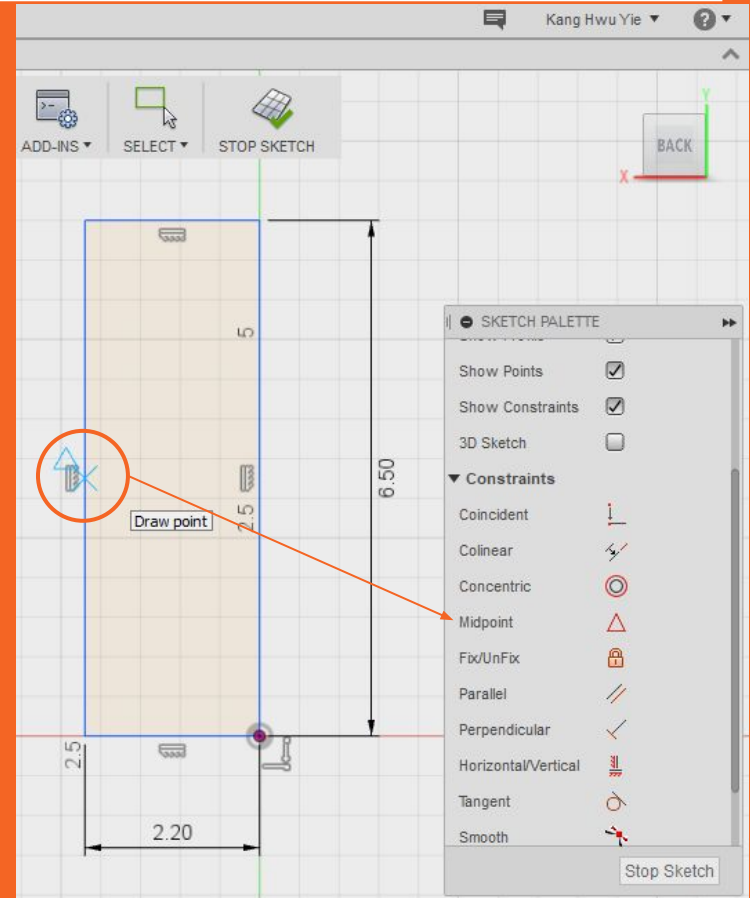 Kang Hwu Yie ▼ ? ▼
ADD-INS ▼ SELECT ▼ STOP SKETCH
Y
BACK
X
SKETCH PALETTE
5
Show Points
Show Constraints
3D Sketch
6.50
▼ Constraints
2.5
Draw point
Coincident
Colinear
Concentric
Midpoint
Fix/UnFix
Parallel
Perpendicular
2.5
Horizontal/Vertical
Tangent
2.20
Smooth
Stop Sketch